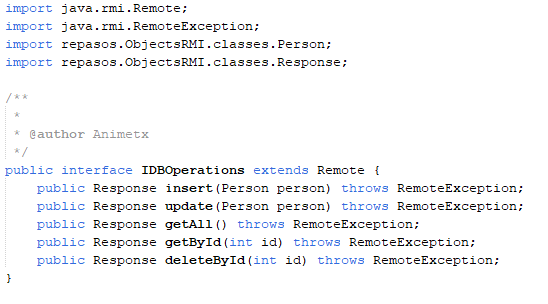 import java.rmi.Remote;
import java.rmi.RemoteException;
import repasos.ObjectsRMI.classes.Person;
import repasos.ObjectsRMI.classes.Response;
/**
 *
 * @author Animetx
 */
public interface IDBOperations extends Remote {
    public Response insert(Person person) throws RemoteException;
    public Response update(Person person) throws RemoteException;
    public Response getAll() throws RemoteException;
    public Response getById(int id) throws RemoteException;
    public Response deleteById(int id) throws RemoteException;
}